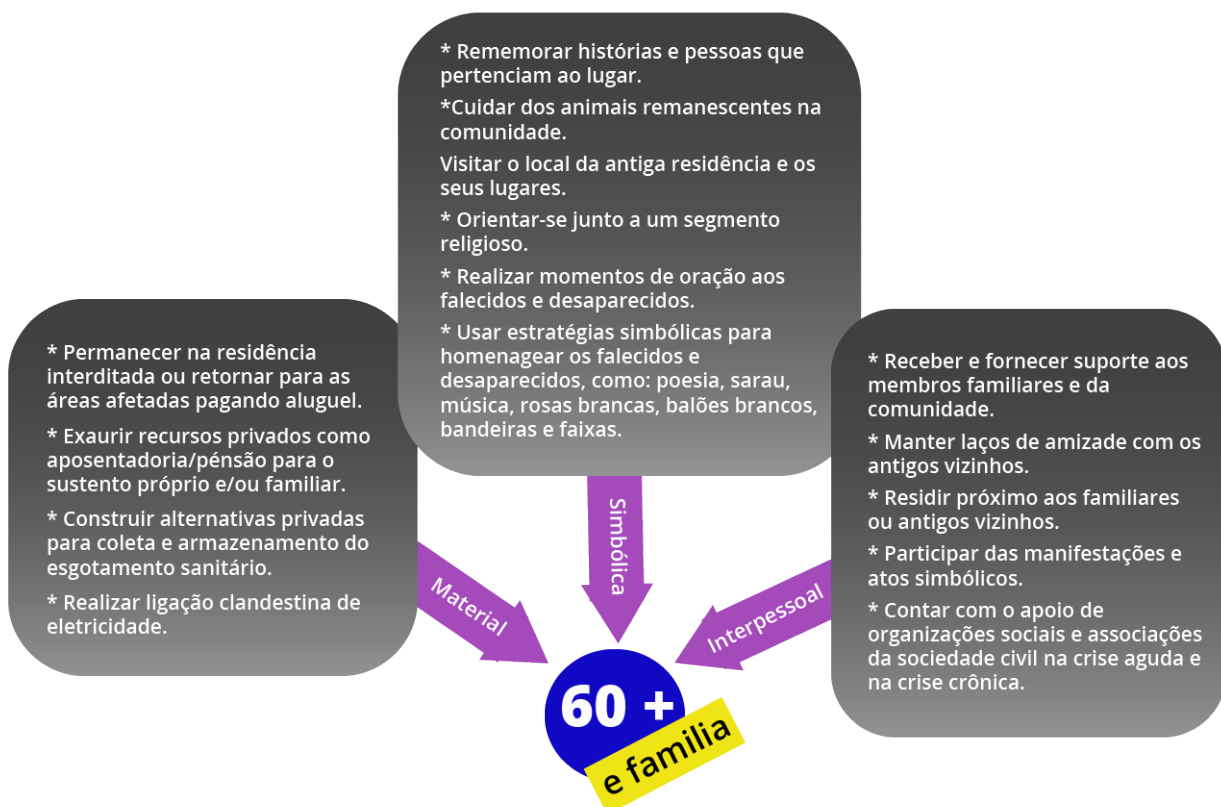 * Rememorar histórias e pessoas que
pertenciam ao lugar.
*Cuidar dos animais remanescentes na
comunidade.
Visitar o local da antiga residência e os
seus lugares.
* Orientar-se junto a um segmento
religioso.
* Realizar momentos de oração aos
falecidos e desaparecidos.
* Usar estratégias simbólicas para
homenagear os falecidos e
desaparecidos, como: poesia, sarau,
música, rosas brancas, balões brancos,
bandeiras e faixas.
* Permanecer na residência
interditada ou retornar para as
áreas afetadas pagando aluguel.
* Exaurir recursos privados como
aposentadoria/pénsão para o
sustento próprio e/ou familiar.
* Construir alternativas privadas
para coleta e armazenamento do
esgotamento sanitário.
* Realizar ligação clandestina de
eletricidade.
* Receber e fornecer suporte aos
membros familiares e da
comunidade.
* Manter laços de amizade com os
antigos vizinhos.
* Residir próximo aos familiares
ou antigos vizinhos.
* Participar das manifestações e
atos simbólicos.
* Contar com o apoio de
organizações sociais e associações
da sociedade civil na crise aguda e
na crise crônica.
Material
Simbólica
Interpessoal
60 +
e familia